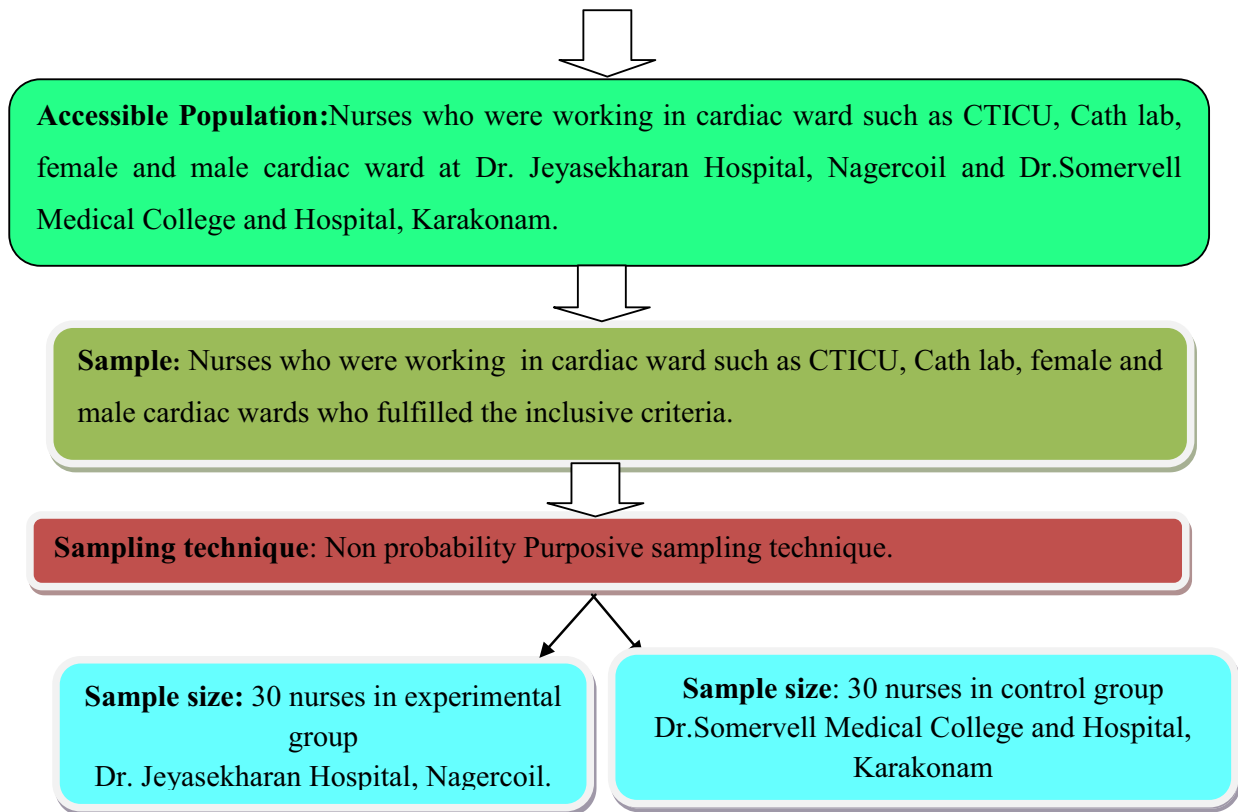 Accessible Population:Nurses who were working in cardiac ward such as CTICU, Cath lab,
female and male cardiac ward at Dr. Jeyasekharan Hospital, Nagercoil and Dr.Somervell
Medical College and Hospital, Karakonam.
Sample: Nurses who were working in cardiac ward such as CTICU, Cath lab, female and
male cardiac wards who fulfilled the inclusive criteria.
Sampling technique: Non probability Purposive sampling technique.
Sample size: 30 nurses in experimental
group
Dr. Jeyasekharan Hospital, Nagercoil.
Sample size: 30 nurses in control group
Dr.Somervell Medical College and Hospital,
Karakonam